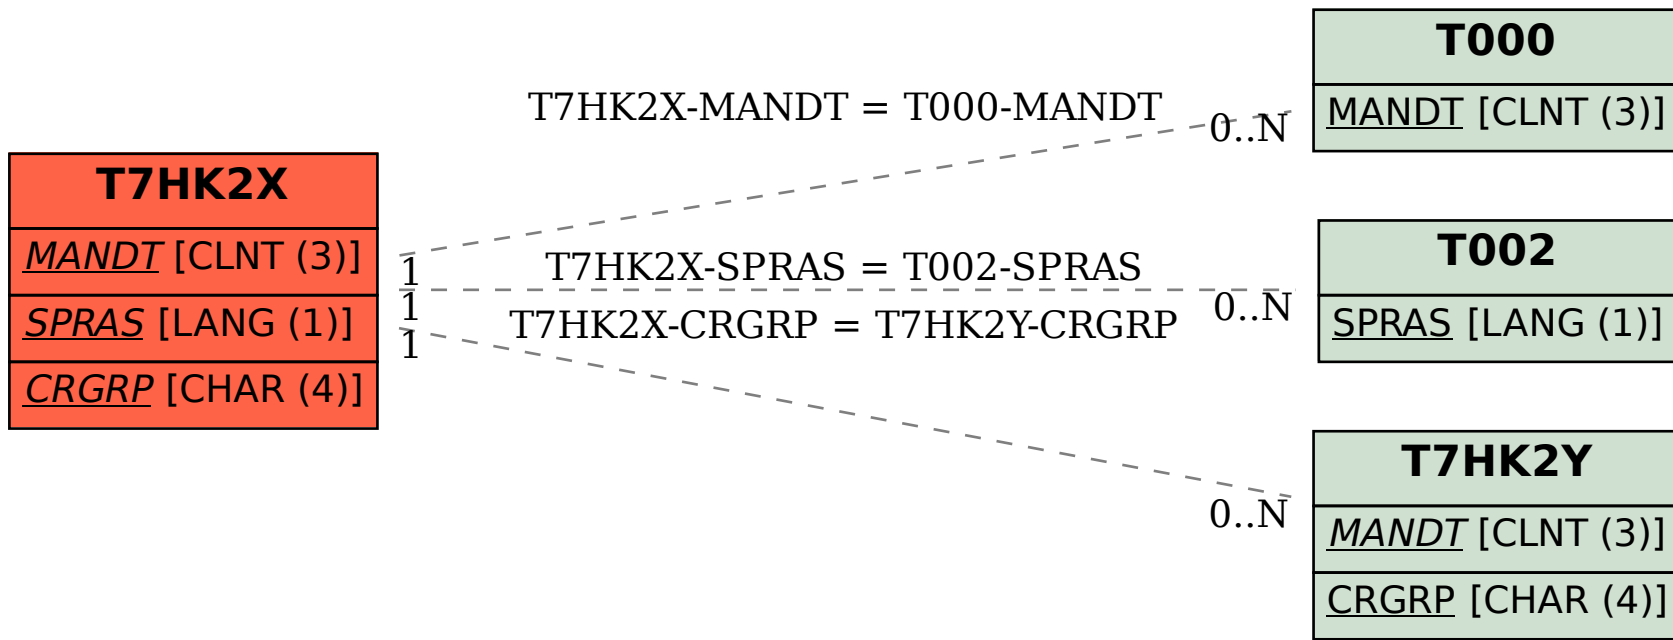 T7HK2X
MANDT [CLNT (3)]
SPRAS [LANG (1)]
CRGRP [CHAR (4)]
T7HK2X-MANDT = T000-MANDT
0..N
1
T7HK2X-SPRAS = T002-SPRAS
0..N
1
T7HK2X-CRGRP = T7HK2Y-CRGRP
0..N
1
T000
MANDT [CLNT (3)]
T002
SPRAS [LANG (1)]
T7HK2Y
MANDT [CLNT (3)]
CRGRP [CHAR (4)]